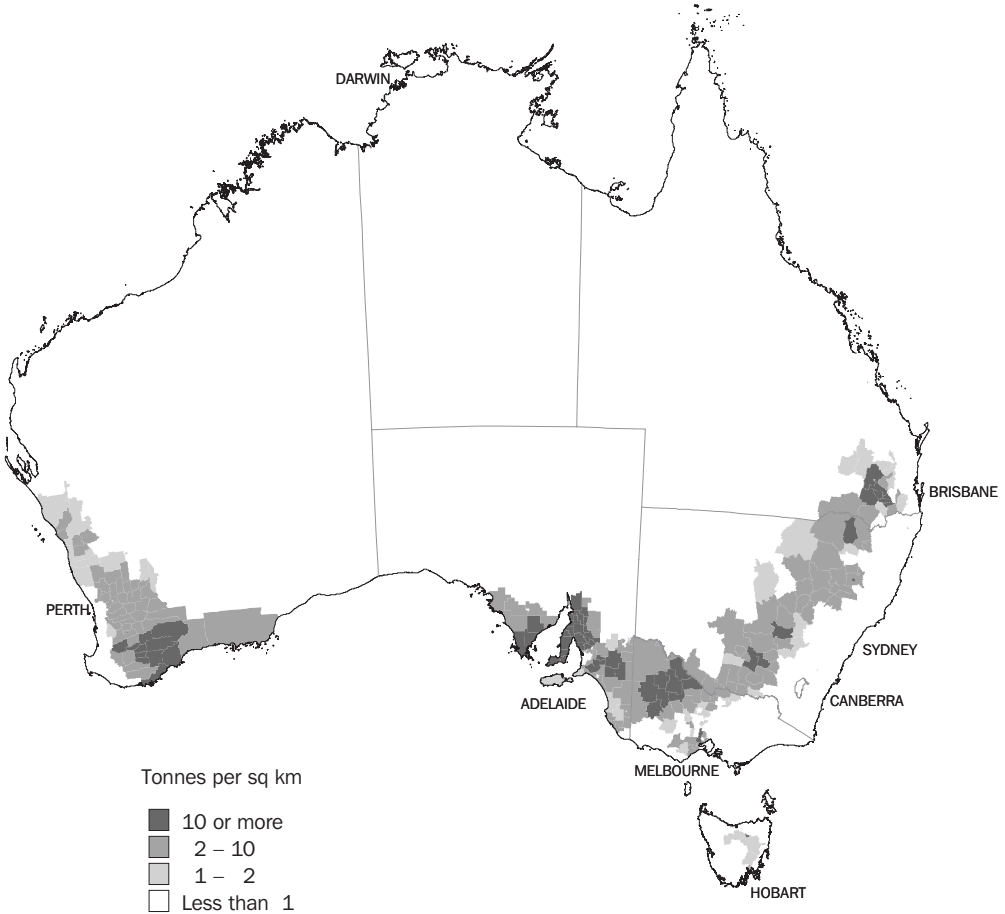 DARWIN
BRISBANE
PERTH
SYDNEY
CANBERRA
ADELAIDE
MELBOURNE
Tonnes per sq km
10 or more
2 – 10
1 – 2
Less than 1
HOBART